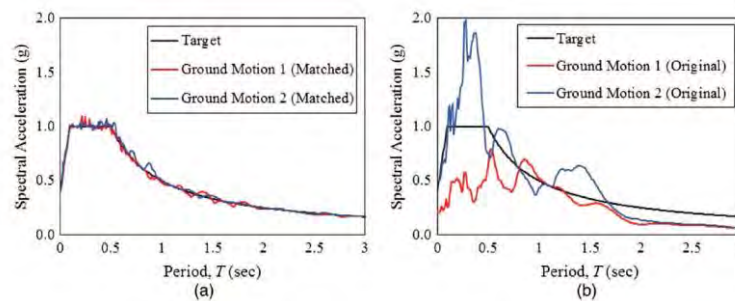 2.0
1.5
1.0
0.5
0.0
Spectral Acceleration (g)
Target
Ground Motion 1 (Matched)
Ground Motion 2 (Matched)
0 0.5 1 1.5 2 2.5 3
Period, T (sec)
(a)
2.0
1.5
1.0
0.5
0.0
Spectral Acceleration (g)
Target
Ground Motion 1 (Original)
Ground Motion 2 (Original)
0 0.5 1 1.5 2 2.5
Period, T (sec)
(b)